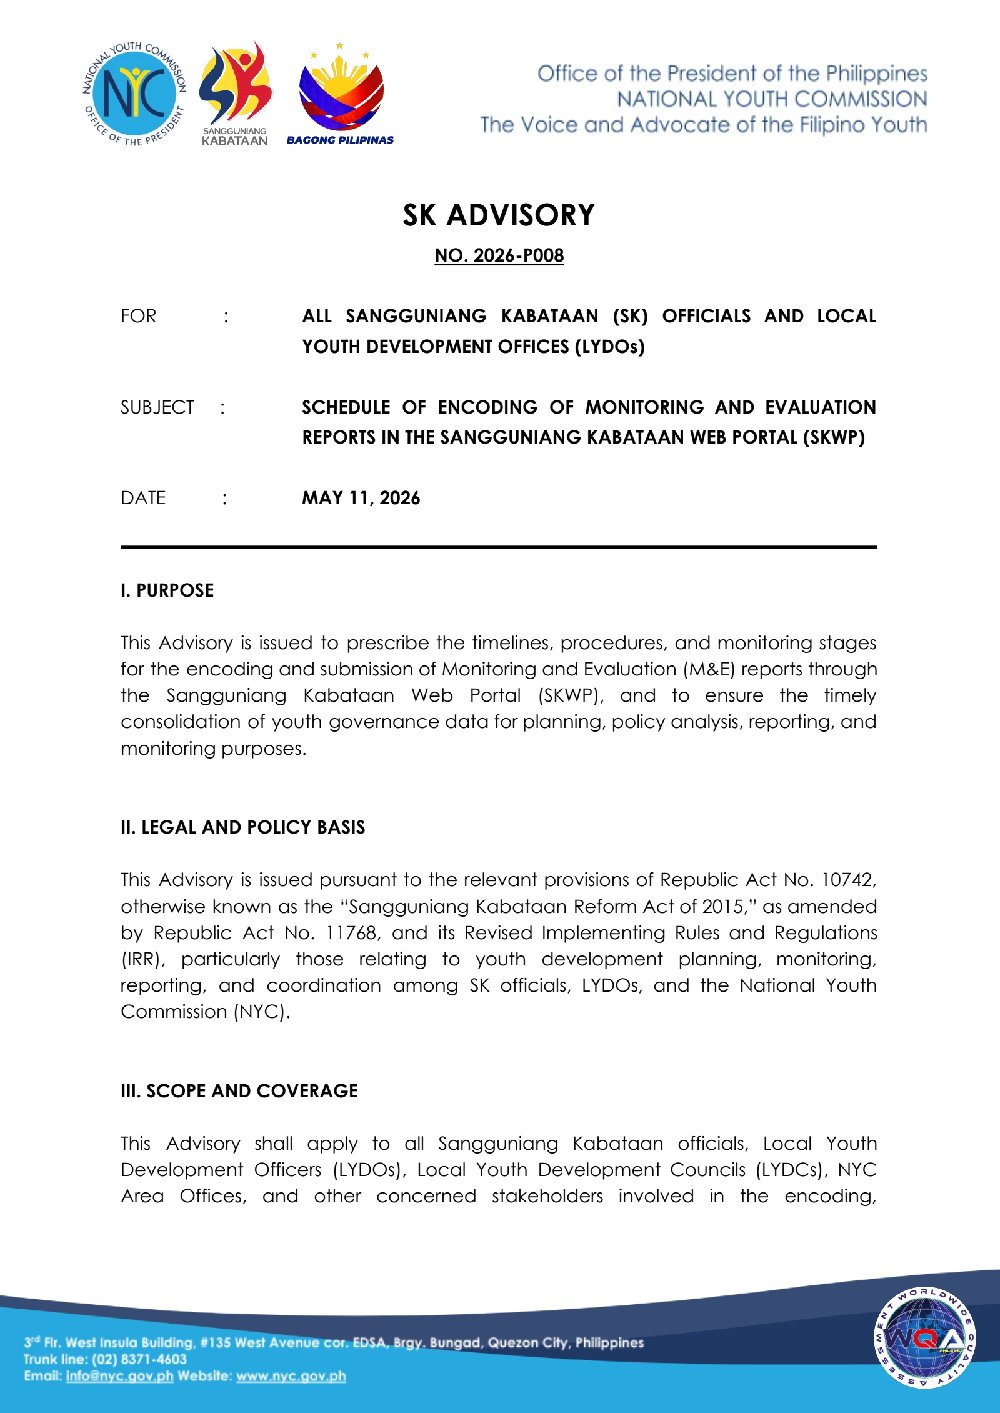 NATIONAL YOUTH COMMISSION
OFFICE OF THE PRESIDENT
NYC
SANGGUNIANG
KABATAAN
BAGONG PILIPINAS
Office of the President of the Philippines
NATIONAL YOUTH COMMISSION
The Voice and Advocate of the Filipino Youth
SK ADVISORY
NO. 2026-P008
FOR : ALL SANGGUNIANG KABATAAN (SK) OFFICIALS AND LOCAL
YOUTH DEVELOPMENT OFFICES (LYDOs)
SUBJECT : SCHEDULE OF ENCODING OF MONITORING AND EVALUATION
REPORTS IN THE SANGGUNIANG KABATAAN WEB PORTAL (SKWP)
DATE : MAY 11, 2026
I. PURPOSE
This Advisory is issued to prescribe the timelines, procedures, and monitoring stages
for the encoding and submission of Monitoring and Evaluation (M&E) reports through
the Sangguniang Kabataan Web Portal (SKWP), and to ensure the timely
consolidation of youth governance data for planning, policy analysis, reporting, and
monitoring purposes.
II. LEGAL AND POLICY BASIS
This Advisory is issued pursuant to the relevant provisions of Republic Act No. 10742,
otherwise known as the “Sangguniang Kabataan Reform Act of 2015,” as amended
by Republic Act No. 11768, and its Revised Implementing Rules and Regulations
(IRR), particularly those relating to youth development planning, monitoring,
reporting, and coordination among SK officials, LYDOs, and the National Youth
Commission (NYC).
III. SCOPE AND COVERAGE
This Advisory shall apply to all Sangguniang Kabataan officials, Local Youth
Development Officers (LYDOs), Local Youth Development Councils (LYDCs), NYC
Area Offices, and other concerned stakeholders involved in the encoding,
3rd Flr. West Insula Building, #135 West Avenue cor. EDSA, Brgy. Bungad, Quezon City, Philippines
Trunk line: (02) 8371-4603
Email: info@nyc.gov.ph Website: www.nyc.gov.ph
WORLDWIDE QUALITY ASSESSMENT
WQA